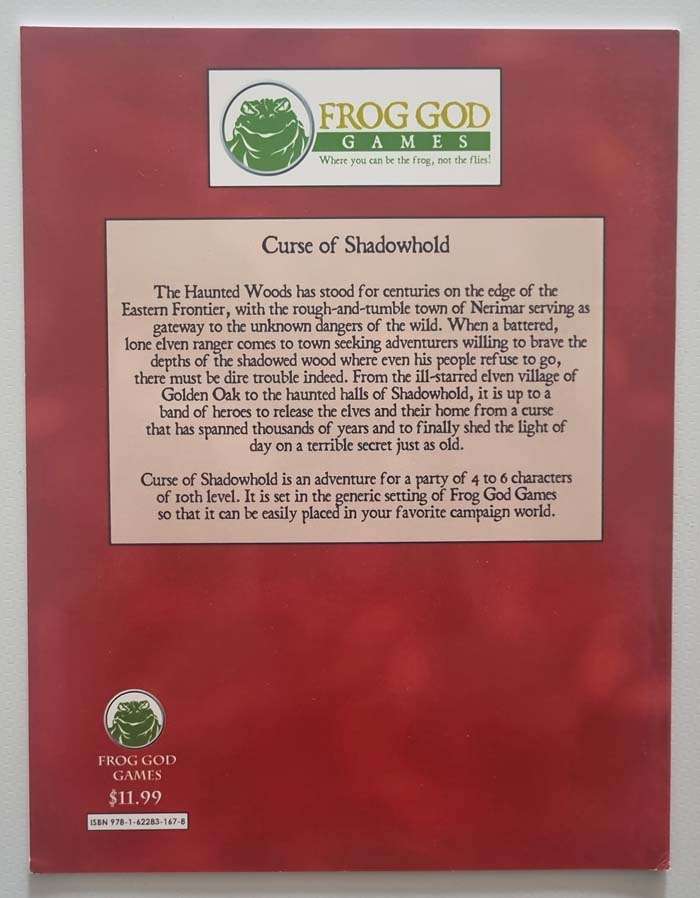 FROG GOD
GAMES
Where you can be the frog, not the flies!
Curse of Shadowhold
The Haunted Woods has stood for centuries on the edge of the
Eastern Frontier, with the rough-and-tumble town of Nerimar serving as
gateway to the unknown dangers of the wild. When a battered,
lone elven ranger comes to town seeking adventurers willing to brave the
depths of the shadowed wood where even his people refuse to go,
there must be dire trouble indeed. From the ill-starred elven village of
Golden Oak to the haunted halls of Shadowhold, it is up to a
band of heroes to release the elves and their home from a curse
that has spanned thousands of years and to finally shed the light of
day on a terrible secret just as old.
Curse of Shadowhold is an adventure for a party of 4 to 6 characters
of 10th level. It is set in the generic setting of Frog God Games
so that it can be easily placed in your favorite campaign world.
FROG GOD
GAMES
$11.99
ISBN 978-1-62283-167-8